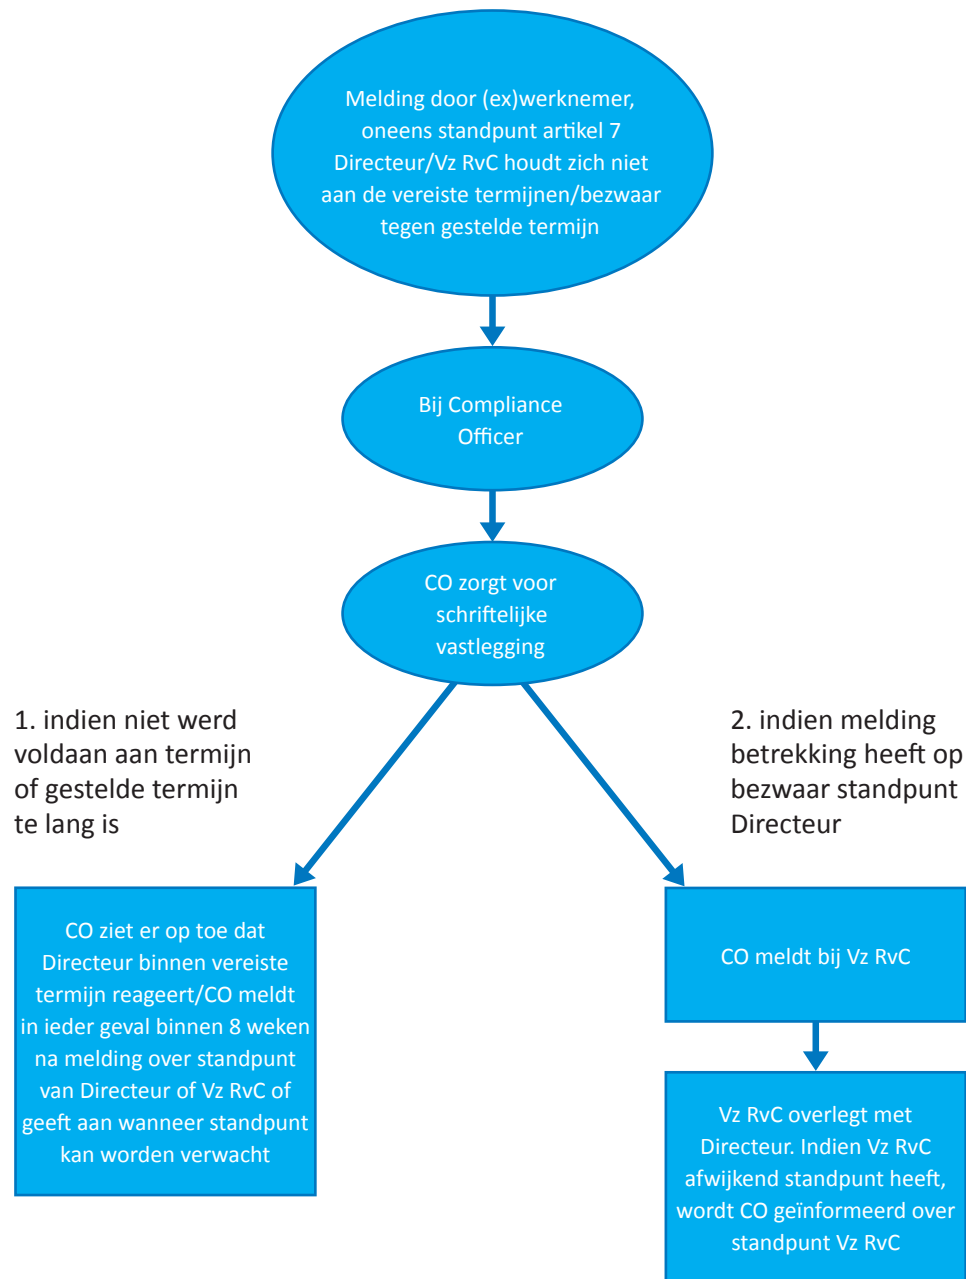 Melding door (ex)werknemer,
oneens standpunt artikel 7
Directeur/Vz RvC houdt zich niet
aan de vereiste termijnen/bezwaar
tegen gestelde termijn
Bij Compliance
Officer
CO zorgt voor
schriftelijke
vastlegging
1. indien niet werd
voldaan aan termijn
of gestelde termijn
te lang is
2. indien melding
betrekking heeft op
bezwaar standpunt
Directeur
CO ziet er op toe dat
Directeur binnen vereiste
termijn reageert/CO meldt
in ieder geval binnen 8 weken
na melding over standpunt
van Directeur of Vz RvC of
geeft aan wanneer standpunt
kan worden verwacht
CO meldt bij Vz RvC
Vz RvC overlegt met
Directeur. Indien Vz RvC
afwijkend standpunt heeft,
wordt CO geïnformeerd over
standpunt Vz RvC